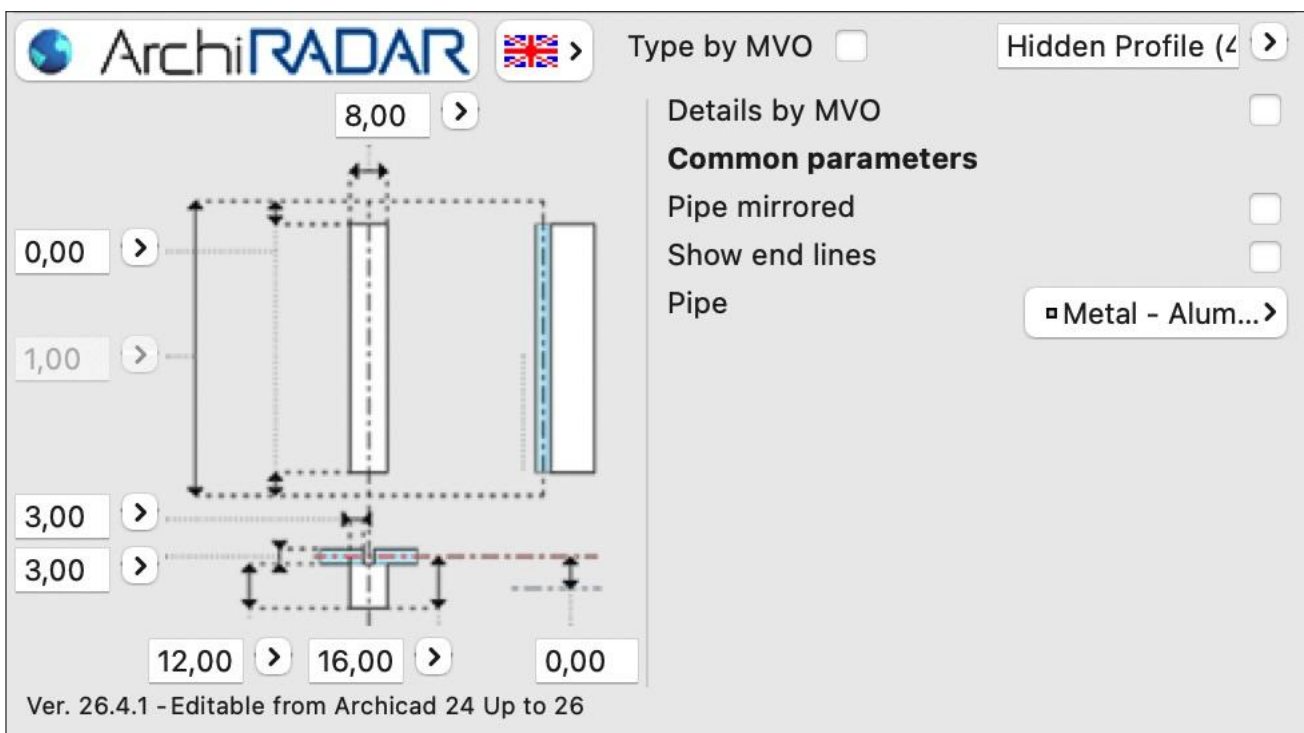 ArchiRADAR
Type by MVO
Hidden Profile (4
8,00
Details by MVO
Common parameters
Pipe mirrored
0,00
Show end lines
Pipe
Metal - Alum...
1,00
3,00
3,00
12,00
16,00
0,00
Ver. 26.4.1 - Editable from Archicad 24 Up to 26